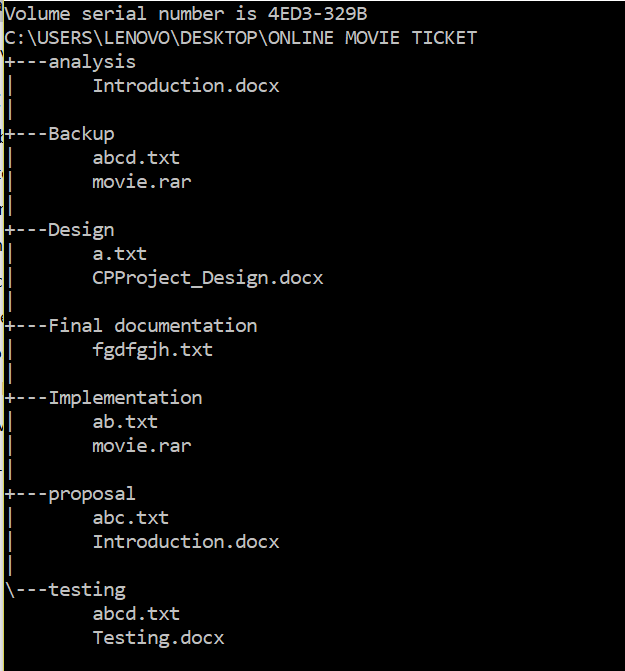 Volume serial number is 4ED3-329B
C:\USERS\LENOVO\DESKTOP\ONLINE MOVIE TICKET
+---analysis
|       Introduction.docx
|
+---Backup
|       abcd.txt
|       movie.rar
|
+---Design
|       a.txt
|       CPProject_Design.docx
|
+---Final documentation
|       fgdfgjh.txt
|
+---Implementation
|       ab.txt
|       movie.rar
|
+---proposal
|       abc.txt
|       Introduction.docx
|
\---testing
        abcd.txt
        Testing.docx